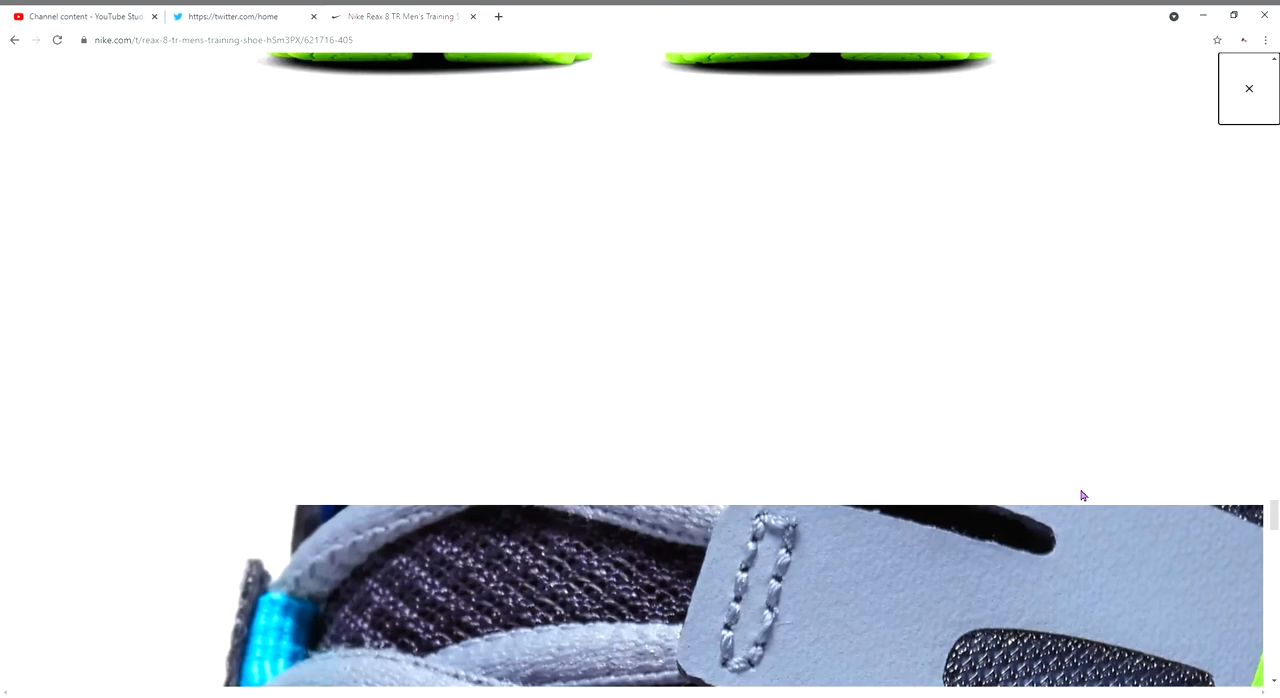 Channel content - YouTube Stud
https://twitter.com/home
Nike Reax 8 TR Men's Training S
nike.com/t/reax-8-tr-mens-training-shoe-hSm3PX/621716-405